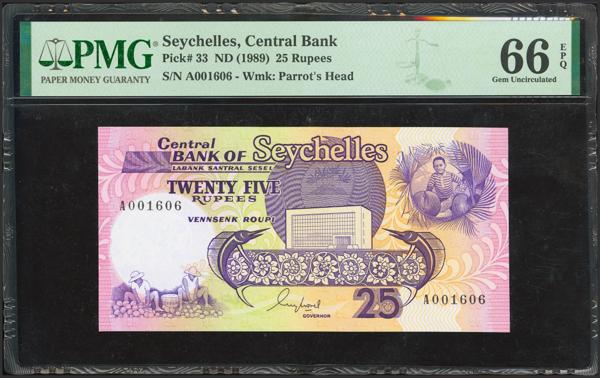 PMG
PAPER MONEY GUARANTY
Seychelles, Central Bank
Pick# 33 ND (1989) 25 Rupees
S/N A001606 - Wmk: Parrot's Head
66 EPQ
Gem Uncirculated
Central
BANK OF Seychelles
LABANK SANTRAL SESEL
TWENTY FIVE
RUPEES
A001606
VENNSENK ROUPI
GOVERNOR
25
A001606